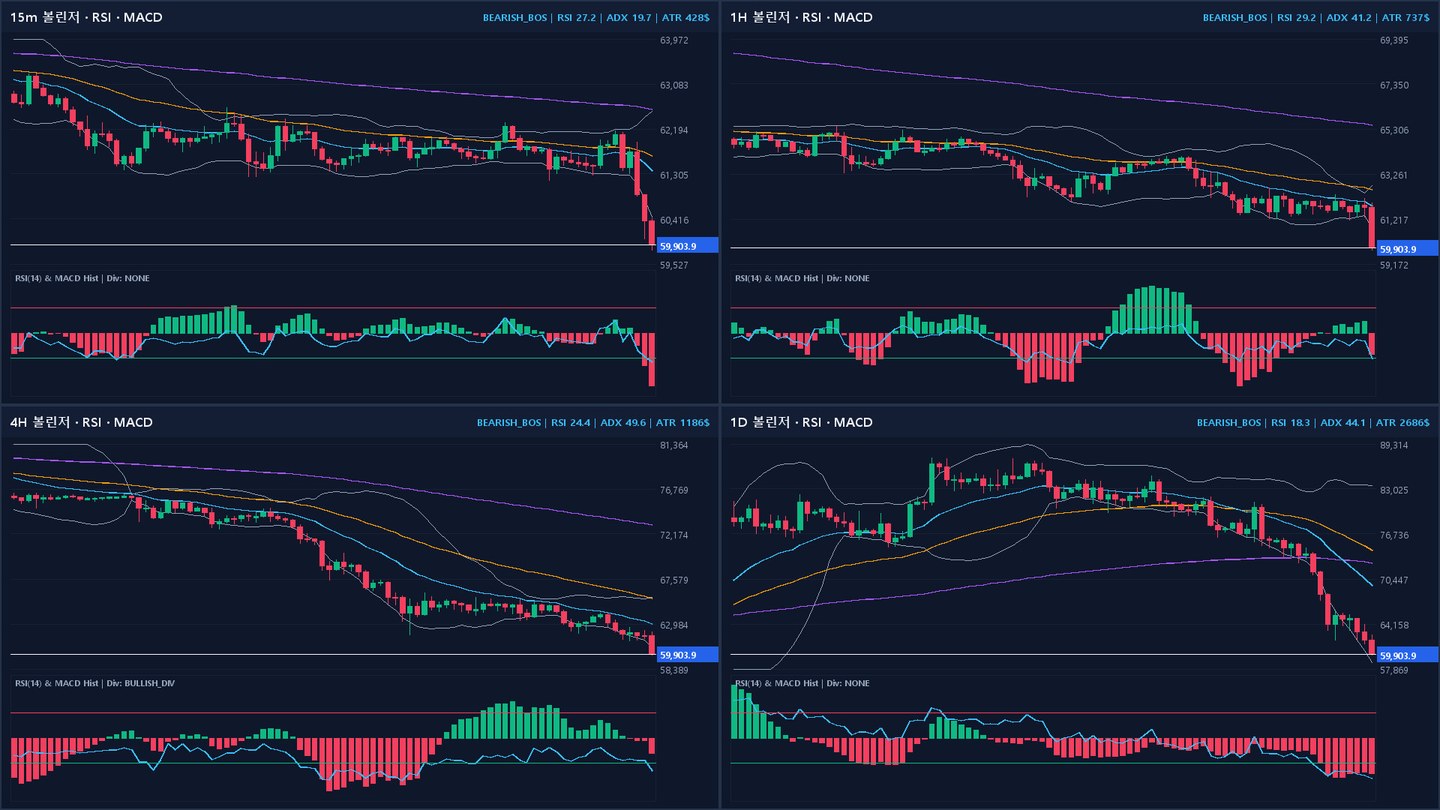 15m 볼린저 · RSI · MACD
BEARISH_BOS | RSI 27.2 | ADX 19.7 | ATR 428$
63,972
63,083
62,194
61,305
60,416
59,903.9
59,527
RSI(14) & MACD Hist | Div: NONE
1H 볼린저 · RSI · MACD
BEARISH_BOS | RSI 29.2 | ADX 41.2 | ATR 737$
69,395
67,350
65,306
63,261
61,217
59,903.9
59,172
RSI(14) & MACD Hist | Div: NONE
4H 볼린저 · RSI · MACD
BEARISH_BOS | RSI 24.4 | ADX 49.6 | ATR 1186$
81,364
76,769
72,174
67,579
62,984
59,903.9
58,389
RSI(14) & MACD Hist | Div: BULLISH_DIV
1D 볼린저 · RSI · MACD
BEARISH_BOS | RSI 18.3 | ADX 44.1 | ATR 2686$
89,314
83,025
76,736
70,447
64,158
59,903.9
57,869
RSI(14) & MACD Hist | Div: NONE